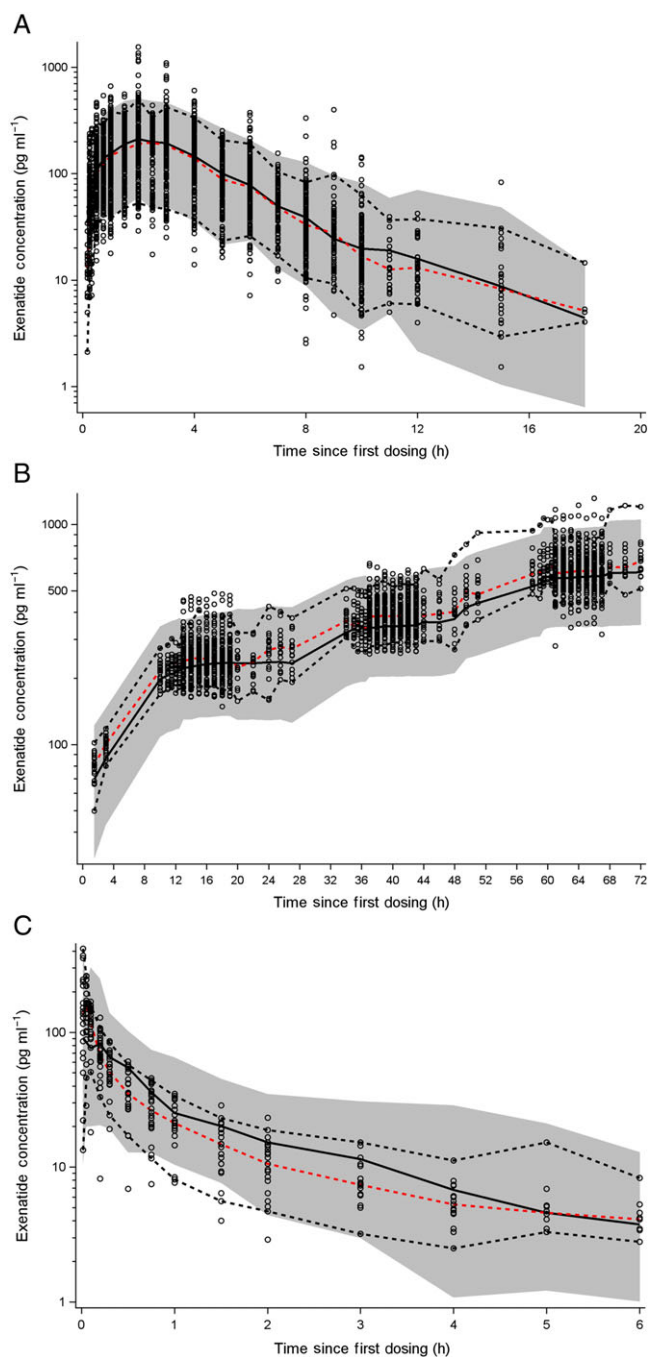 A
Exenatide concentration (pg ml⁻¹)
1000
100
10
1
0 4 8 12 16 20
Time since first dosing (h)
B
Exenatide concentration (pg ml⁻¹)
1000
500
100
0 4 8 12 16 20 24 28 32 36 40 44 48 52 56 60 64 68 72
Time since first dosing (h)
C
Exenatide concentration (pg ml⁻¹)
100
10
1
0 1 2 3 4 5 6
Time since first dosing (h)